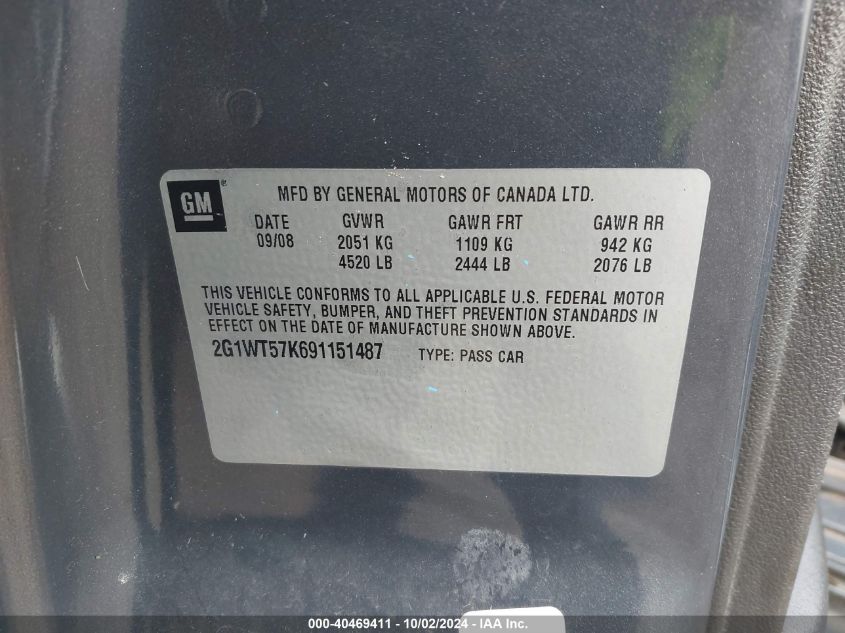 GM®
MFD BY GENERAL MOTORS OF CANADA LTD.
DATE GVWR GAWR FRT GAWR RR
09/08 2051 KG 1109 KG 942 KG
4520 LB 2444 LB 2076 LB
THIS VEHICLE CONFORMS TO ALL APPLICABLE U.S. FEDERAL MOTOR
VEHICLE SAFETY, BUMPER, AND THEFT PREVENTION STANDARDS IN
EFFECT ON THE DATE OF MANUFACTURE SHOWN ABOVE.
2G1WT57K691151487 TYPE: PASS CAR
000-40469411 - 10/02/2024 - IAA Inc.